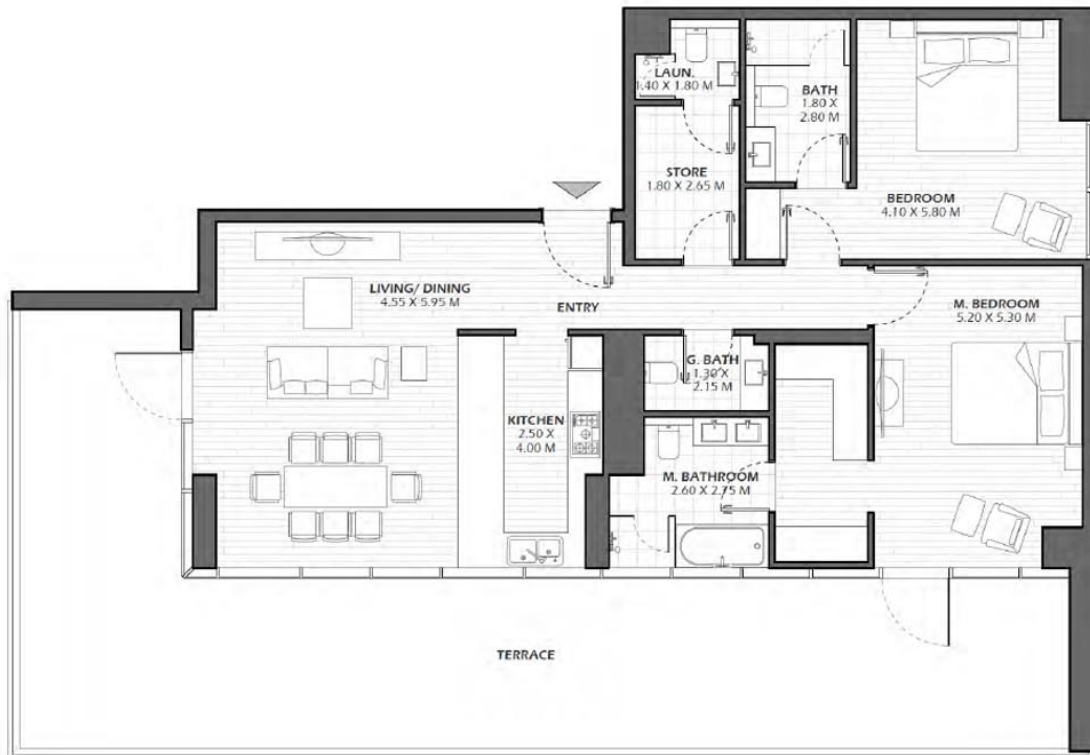 LAUN.
1.40 X 1.80 M
BATH
1.80 X
2.80 M
STORE
1.80 X 2.65 M
BEDROOM
4.10 X 5.80 M
LIVING/ DINING
4.55 X 5.95 M
ENTRY
M. BEDROOM
5.20 X 5.30 M
G. BATH
1.30 X
2.15 M
KITCHEN
2.50 X
4.00 M
M. BATHROOM
2.60 X 2.75 M
TERRACE